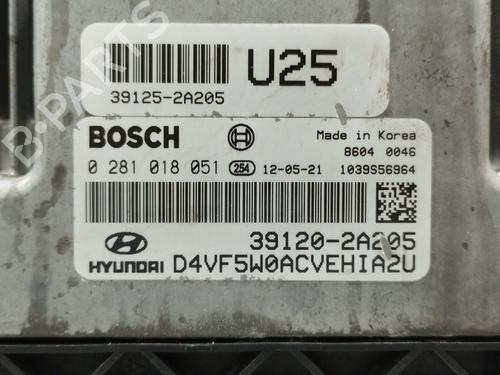 U25
39125-2A205
BOSCH
Made in Korea
8604 0046
0 281 018 051 254 12-05-21 1039S56964
39120-2A205
HYUNDAI D4VF5W0ACVEHIA2U
B-PARTS